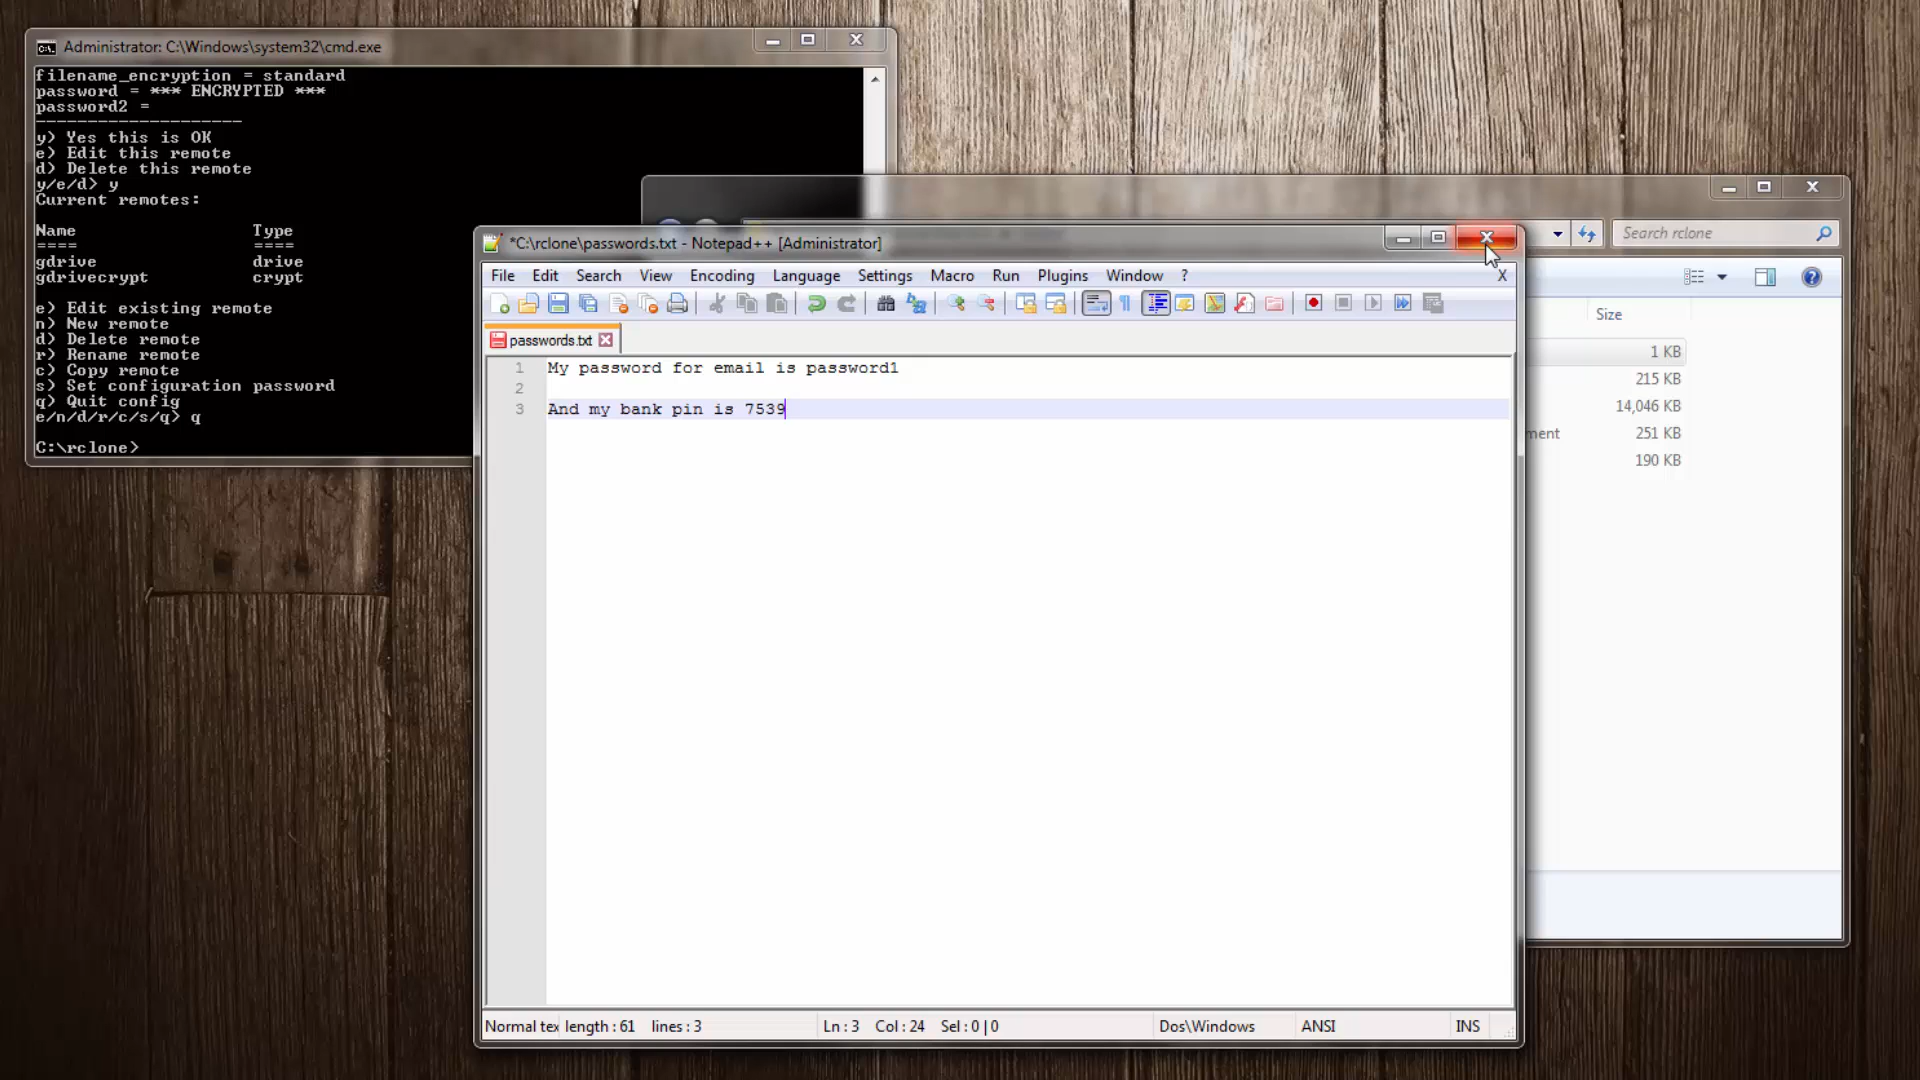 Administrator: C:\Windows\system32\cmd.exe
filename_encryption = standard
password = *** ENCRYPTED ***
password2 =
--------------------
y) Yes this is OK
e) Edit this remote
d) Delete this remote
y/e/d> y
Current remotes:
Name Type
==== ====
gdrive drive
gdrivecrypt crypt
e) Edit existing remote
n) New remote
d) Delete remote
r) Rename remote
c) Copy remote
s) Set configuration password
q) Quit config
e/n/d/r/c/s/q> q
C:\rclone>
Search rclone
Size
1 KB
215 KB
14,046 KB
ment 251 KB
190 KB
*C:\rclone\passwords.txt - Notepad++ [Administrator]
File Edit Search View Encoding Language Settings Macro Run Plugins Window ? X
passwords.txt
1 My password for email is password1
2
3 And my bank pin is 7539
Normal tex length : 61 lines : 3 Ln : 3 Col : 24 Sel : 0 | 0 Dos\Windows ANSI INS